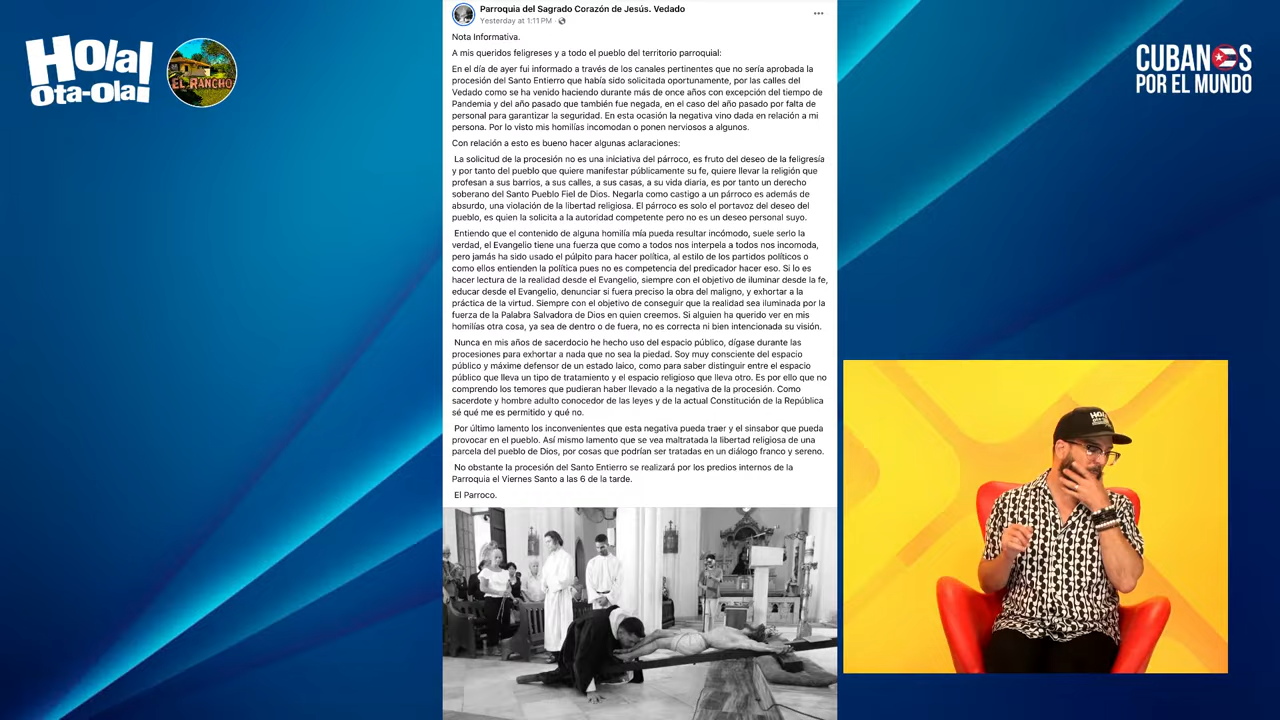 Hola!
Ota-Ola!
EL RANCHO
CUBANOS
POR EL MUNDO
Parroquia del Sagrado Corazón de Jesús. Vedado
Yesterday at 1:11 PM ·
Nota Informativa.
A mis queridos feligreses y a todo el pueblo del territorio parroquial:
En el día de ayer fui informado a través de los canales pertinentes que no sería aprobada la
procesión del Santo Entierro que había sido solicitada oportunamente, por las calles del
Vedado como se ha venido haciendo durante más de once años con excepción del tiempo de
Pandemia y del año pasado que también fue negada, en el caso del año pasado por falta de
personal para garantizar la seguridad. En esta ocasión la negativa vino dada en relación a mi
persona. Por lo visto mis homilías incomodan o ponen nerviosos a algunos.
Con relación a esto es bueno hacer algunas aclaraciones:
La solicitud de la procesión no es una iniciativa del párroco, es fruto del deseo de la feligresía
y por tanto del pueblo que quiere manifestar públicamente su fe, quiere llevar la religión que
profesan a sus barrios, a sus calles, a sus casas, a su vida diaria, es por tanto un derecho
soberano del Santo Pueblo Fiel de Dios. Negarla como castigo a un párroco es además de
absurdo, una violación de la libertad religiosa. El párroco es solo el portavoz del deseo del
pueblo, es quien la solicita a la autoridad competente pero no es un deseo personal suyo.
Entiendo que el contenido de alguna homilía mía pueda resultar incómodo, suele serlo la
verdad, el Evangelio tiene una fuerza que como a todos nos interpela a todos nos incomoda,
pero jamás ha sido usado el púlpito para hacer política, al estilo de los partidos políticos o
como ellos entienden la política pues no es competencia del predicador hacer eso. Si lo es
hacer lectura de la realidad desde el Evangelio, siempre con el objetivo de iluminar desde la fe,
educar desde el Evangelio, denunciar si fuera preciso la obra del maligno, y exhortar a la
práctica de la virtud. Siempre con el objetivo de conseguir que la realidad sea iluminada por la
fuerza de la Palabra Salvadora de Dios en quien creemos. Si alguien ha querido ver en mis
homilías otra cosa, ya sea de dentro o de fuera, no es correcta ni bien intencionada su visión.
Nunca en mis años de sacerdocio he hecho uso del espacio público, dígase durante las
procesiones para exhortar a nada que no sea la piedad. Soy muy consciente del espacio
público y máxime defensor de un estado laico, como para saber distinguir entre el espacio
público que lleva un tipo de tratamiento y el espacio religioso que lleva otro. Es por ello que no
comprendo los temores que pudieran haber llevado a la negativa de la procesión. Como
sacerdote y hombre adulto conocedor de las leyes y de la actual Constitución de la República
sé qué me es permitido y qué no.
Por último lamento los inconvenientes que esta negativa pueda traer y el sinsabor que pueda
provocar en el pueblo. Así mismo lamento que se vea maltratada la libertad religiosa de una
parcela del pueblo de Dios, por cosas que podrían ser tratadas en un diálogo franco y sereno.
No obstante la procesión del Santo Entierro se realizará por los predios internos de la
Parroquia el Viernes Santo a las 6 de la tarde.
El Parroco.